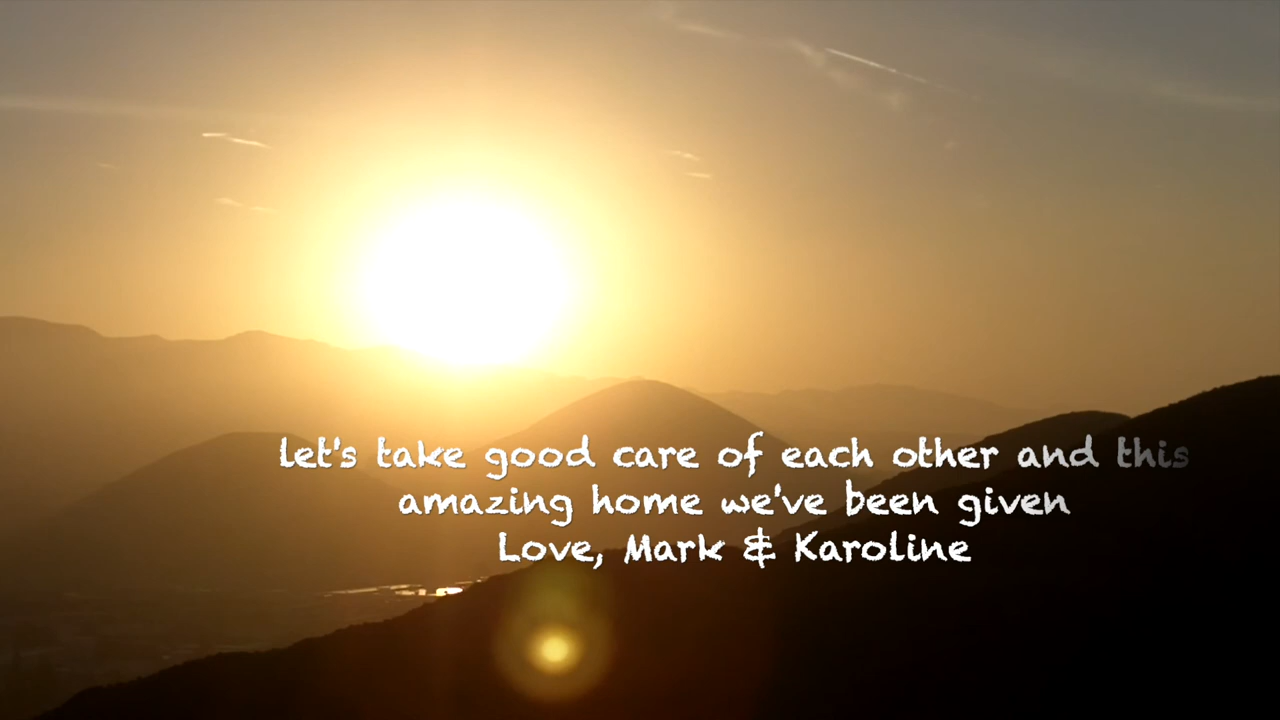 let's take good care of each other and this
amazing home we've been given
Love, Mark & Karoline